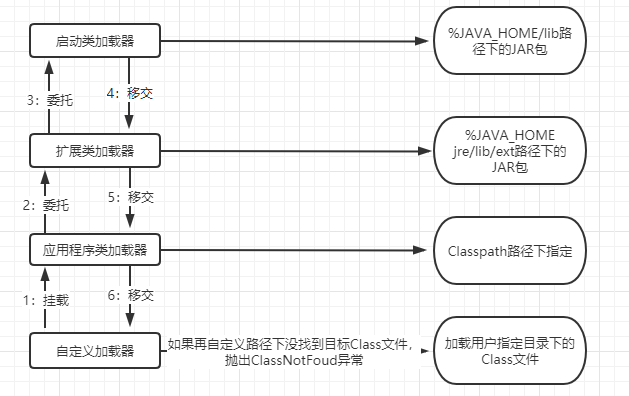 启动类加载器
%JAVA_HOME/lib路
径下的JAR包
3：委托
4：移交
扩展类加载器
%JAVA_HOME
jre/lib/ext路径下的
JAR包
2：委托
5：移交
应用程序类加载器
Classpath路径下指定
1：挂载
6：移交
自定义加载器
如果再自定义路径下没找到目标Class文件，
抛出ClassNotFoud异常
加载用户指定目录下的
Class文件